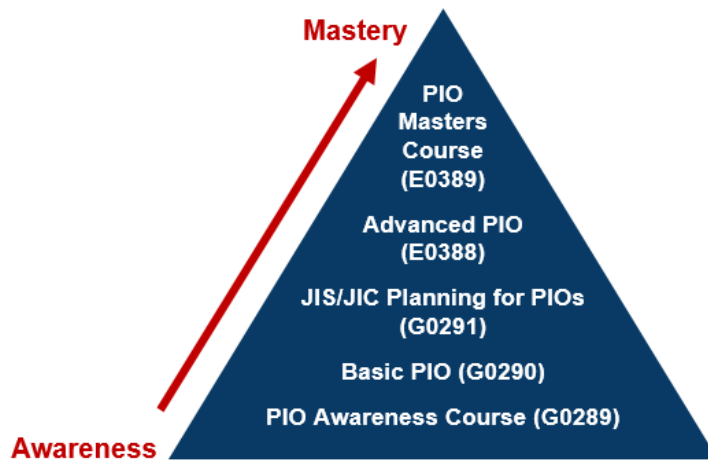 Mastery
PIO
Masters
Course
(E0389)
Advanced PIO
(E0388)
JIS/JIC Planning for PIOs
(G0291)
Basic PIO (G0290)
PIO Awareness Course (G0289)
Awareness